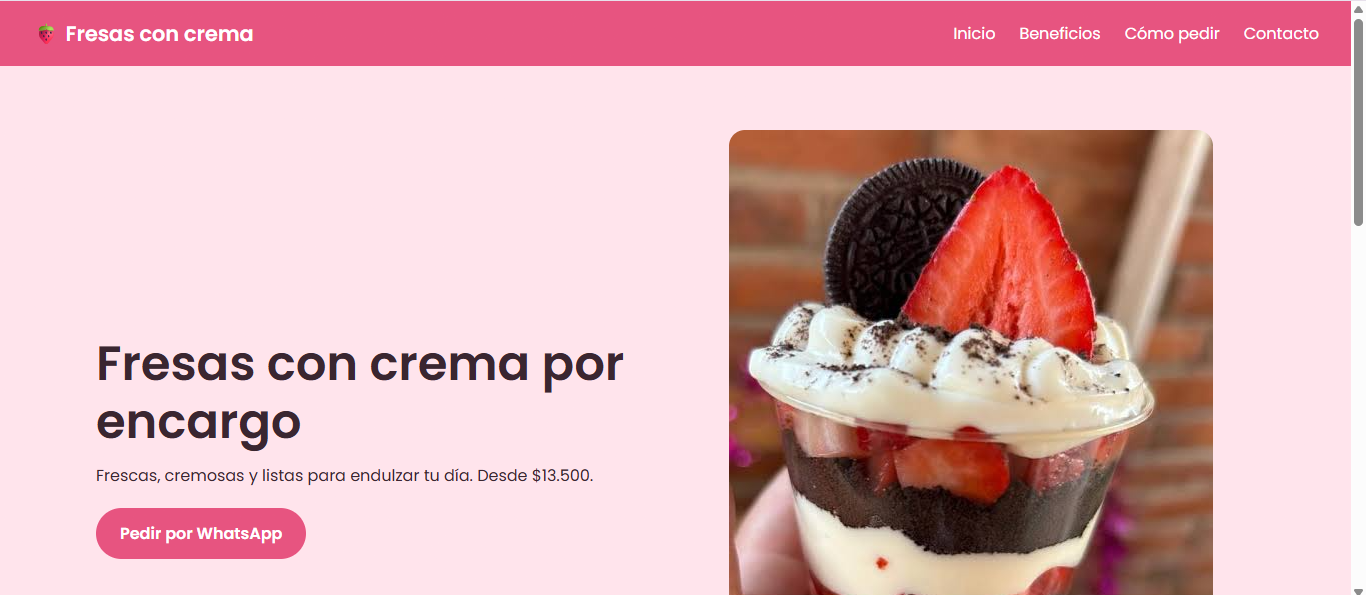 Fresas con crema
Inicio
Beneficios
Cómo pedir
Contacto
Fresas con crema por
encargo
Frescas, cremosas y listas para endulzar tu día. Desde $13.500.
Pedir por WhatsApp